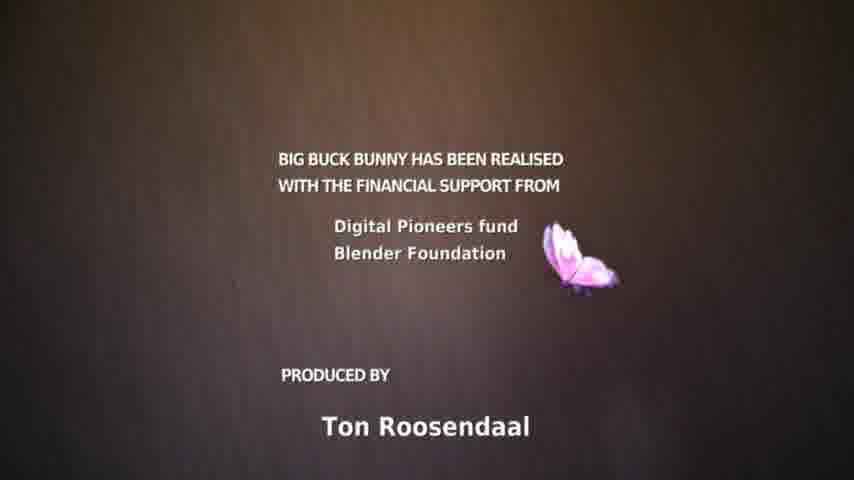 BIG BUCK BUNNY HAS BEEN REALISED
WITH THE FINANCIAL SUPPORT FROM
Digital Pioneers fund
Blender Foundation
PRODUCED BY
Ton Roosendaal